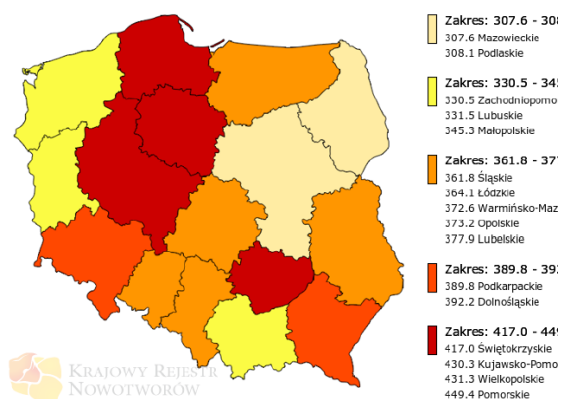 Zakres: 307.6 - 308
307.6 Mazowieckie
308.1 Podlaskie
Zakres: 330.5 - 345
330.5 Zachodniopomo
331.5 Lubuskie
345.3 Małopolskie
Zakres: 361.8 - 377
361.8 Śląskie
364.1 Łódzkie
372.6 Warmińsko-Maz
373.2 Opolskie
377.9 Lubelskie
Zakres: 389.8 - 392
389.8 Podkarpackie
392.2 Dolnośląskie
Zakres: 417.0 - 449
417.0 Świętokrzyskie
430.3 Kujawsko-Pomo
431.3 Wielkopolskie
449.4 Pomorskie
Krajowy Rejestr
Nowotworów